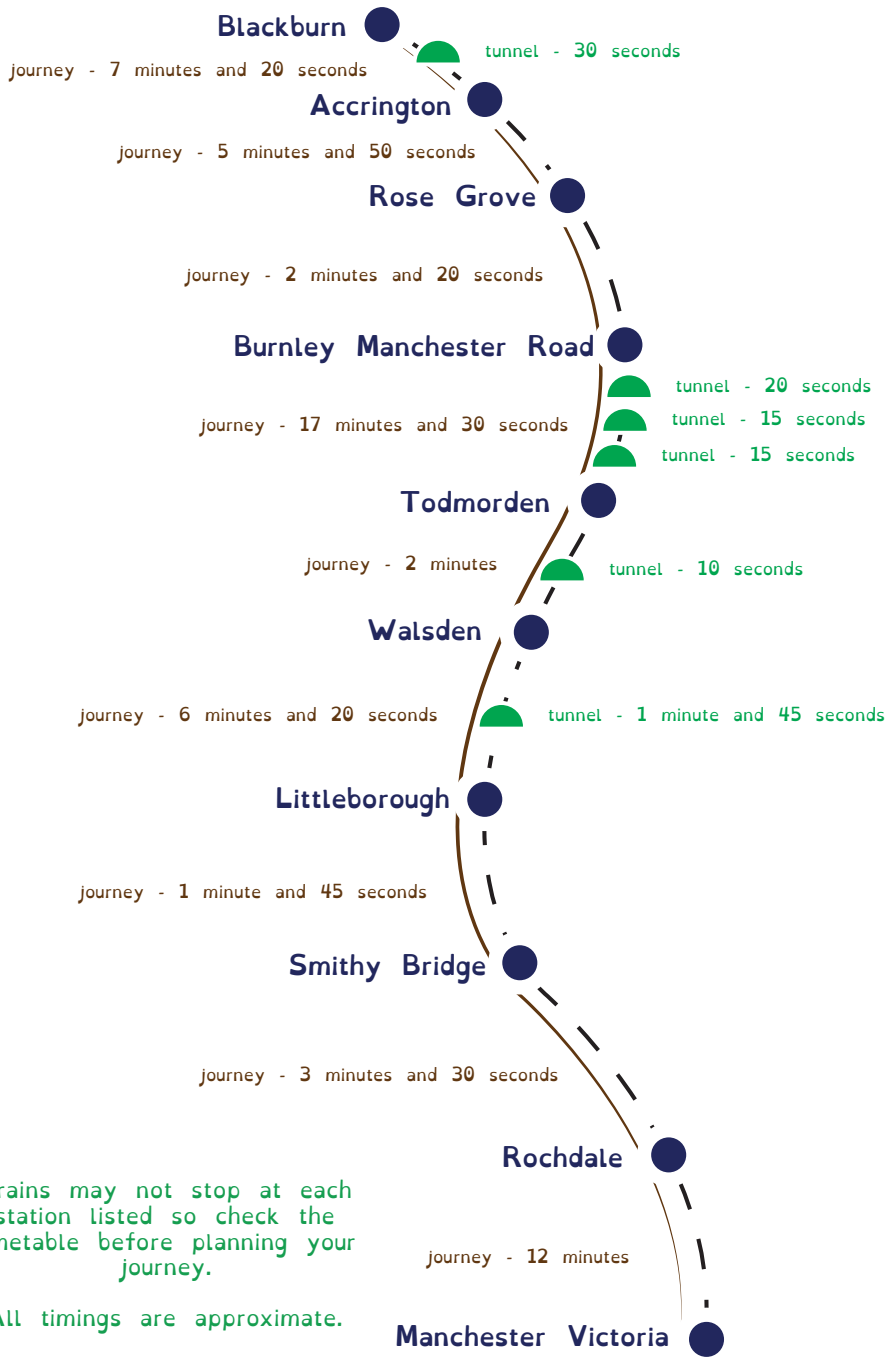 Blackburn
tunnel - 30 seconds
journey - 7 minutes and 20 seconds
Accrington
journey - 5 minutes and 50 seconds
Rose Grove
journey - 2 minutes and 20 seconds
Burnley Manchester Road
tunnel - 20 seconds
tunnel - 15 seconds
journey - 17 minutes and 30 seconds
tunnel - 15 seconds
Todmorden
journey - 2 minutes
tunnel - 10 seconds
Walsden
journey - 6 minutes and 20 seconds
tunnel - 1 minute and 45 seconds
Littleborough
journey - 1 minute and 45 seconds
Smithy Bridge
journey - 3 minutes and 30 seconds
Rochdale
rains may not stop at each
station listed so check the
metable before planning your
journey.
journey - 12 minutes
All timings are approximate.
Manchester Victoria